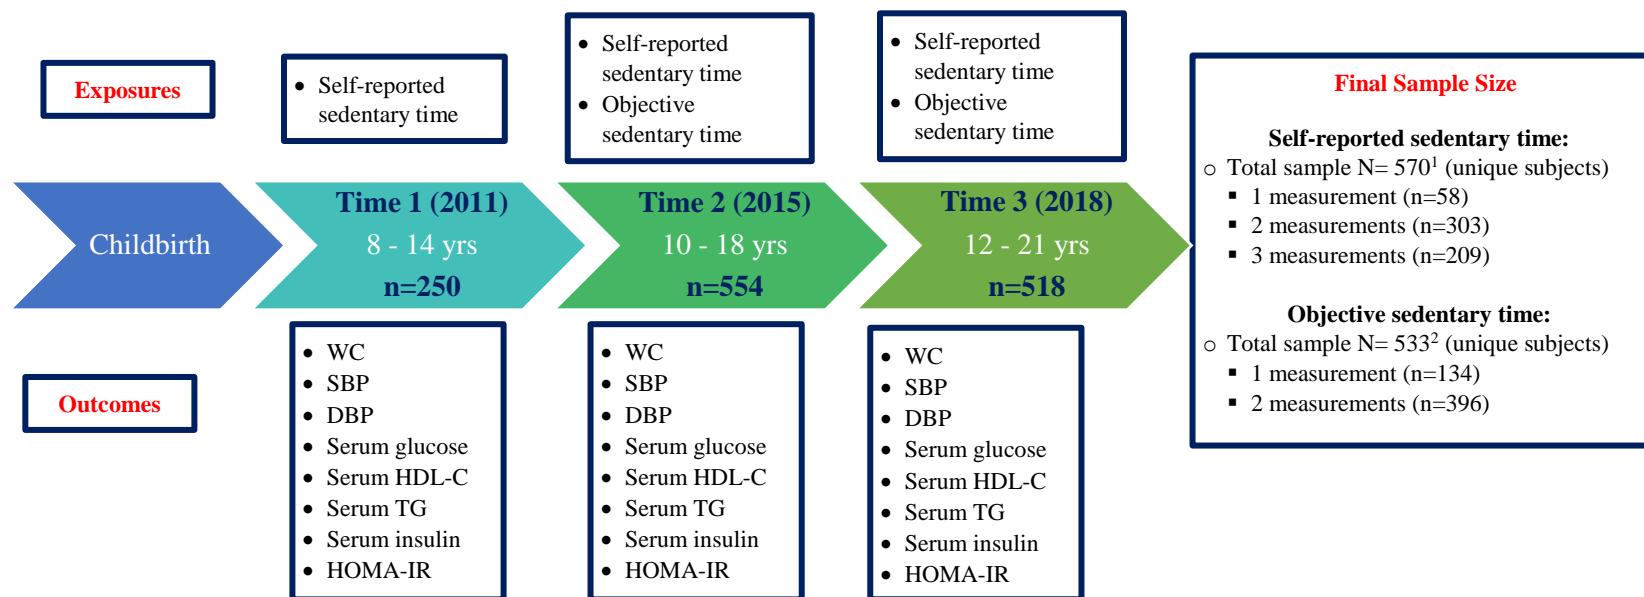 Exposures
• Self-reported
sedentary time
• Self-reported
sedentary time
• Objective
sedentary time
• Self-reported
sedentary time
• Objective
sedentary time
Childbirth
Time 1 (2011)
8 - 14 yrs
n=250
Time 2 (2015)
10 - 18 yrs
n=554
Time 3 (2018)
12 - 21 yrs
n=518
Outcomes
• WC
• SBP
• DBP
• Serum glucose
• Serum HDL-C
• Serum TG
• Serum insulin
• HOMA-IR
• WC
• SBP
• DBP
• Serum glucose
• Serum HDL-C
• Serum TG
• Serum insulin
• HOMA-IR
• WC
• SBP
• DBP
• Serum glucose
• Serum HDL-C
• Serum TG
• Serum insulin
• HOMA-IR
Final Sample Size
Self-reported sedentary time:
o Total sample N= 570¹ (unique subjects)
▪ 1 measurement (n=58)
▪ 2 measurements (n=303)
▪ 3 measurements (n=209)
Objective sedentary time:
o Total sample N= 533² (unique subjects)
▪ 1 measurement (n=134)
▪ 2 measurements (n=396)